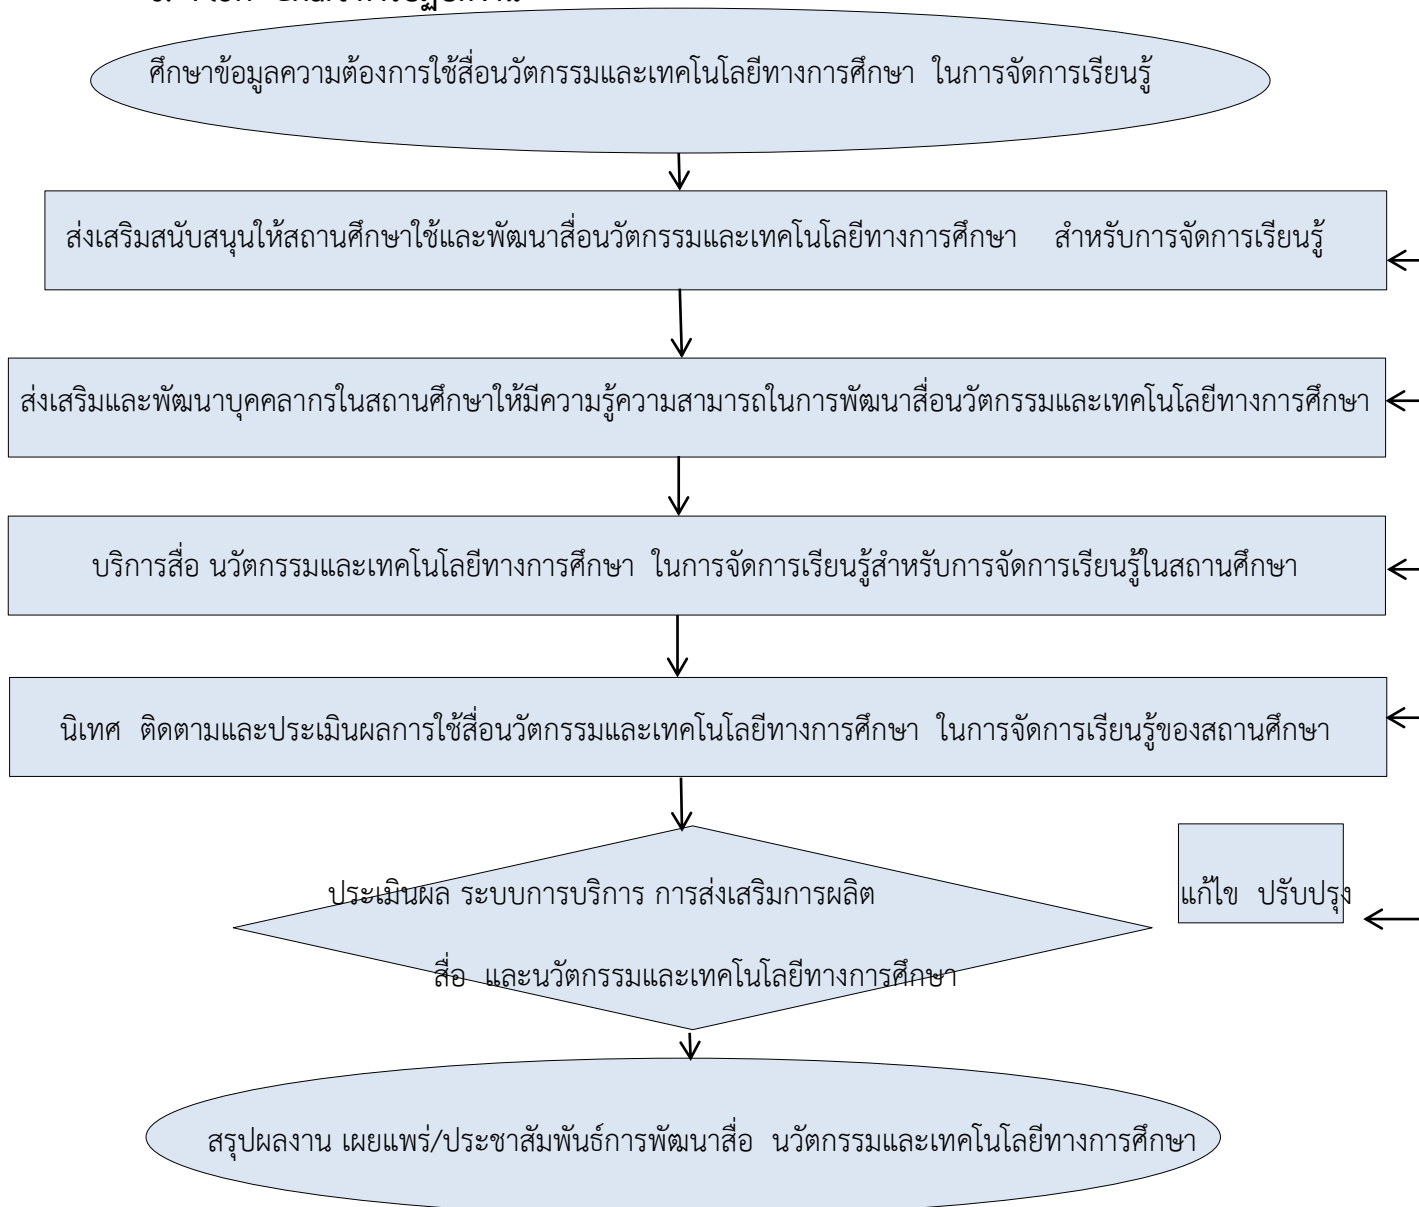 ศึกษาข้อมูลความต้องการใช้สื่อนวัตกรรมและเทคโนโลยีทางการศึกษา ในการจัดการเรียนรู้
ส่งเสริมสนับสนุนให้สถานศึกษาใช้และพัฒนาสื่อนวัตกรรมและเทคโนโลยีทางการศึกษา สำหรับการจัดการเรียนรู้
ส่งเสริมและพัฒนาบุคคลากรในสถานศึกษาให้มีความรู้ความสามารถในการพัฒนาสื่อนวัตกรรมและเทคโนโลยีทางการศึกษา
บริการสื่อ นวัตกรรมและเทคโนโลยีทางการศึกษา ในการจัดการเรียนรู้สำหรับการจัดการเรียนรู้ในสถานศึกษา
นิเทศ ติดตามและประเมินผลการใช้สื่อนวัตกรรมและเทคโนโลยีทางการศึกษา ในการจัดการเรียนรู้ของสถานศึกษา
ประเมินผล ระบบการบริการ การส่งเสริมการผลิต
สื่อ และนวัตกรรมและเทคโนโลยีทางการศึกษา
แก้ไข ปรับปรุง
สรุปผลงาน เผยแพร่/ประชาสัมพันธ์การพัฒนาสื่อ นวัตกรรมและเทคโนโลยีทางการศึกษา